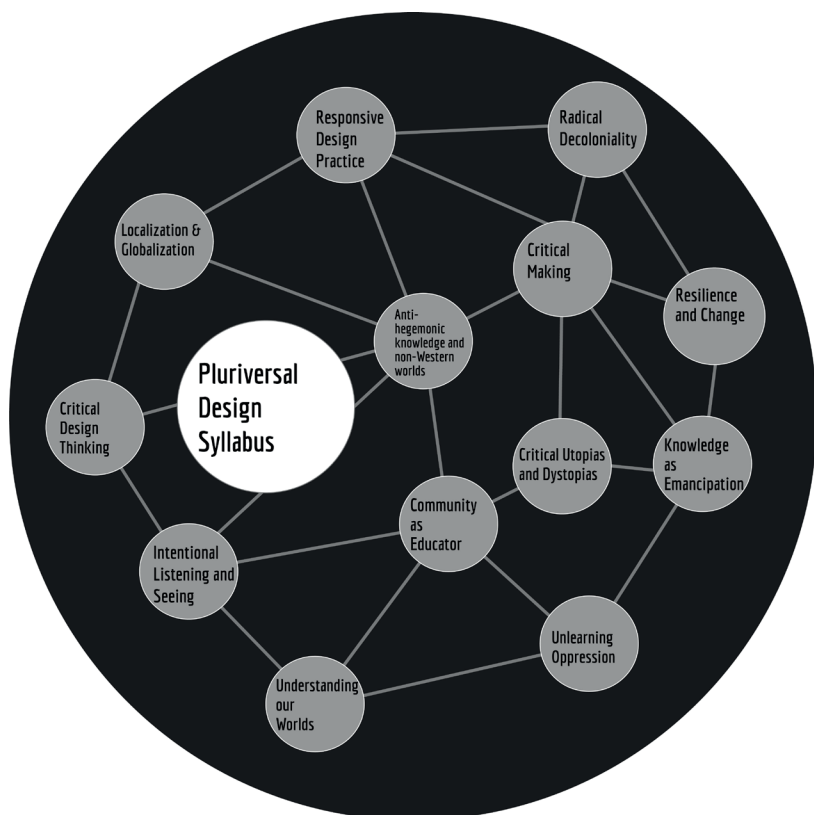 Responsive
Design
Practice
Radical
Decoloniality
Localization &
Globalization
Critical
Making
Resilience
and Change
Anti-
hegemonic
knowledge and
non-Western
worlds
Pluriversal
Design
Syllabus
Critical
Design
Thinking
Critical Utopias
and Dystopias
Knowledge
as
Emancipation
Community
as
Educator
Intentional
Listening and
Seeing
Unlearning
Oppression
Understanding
our
Worlds